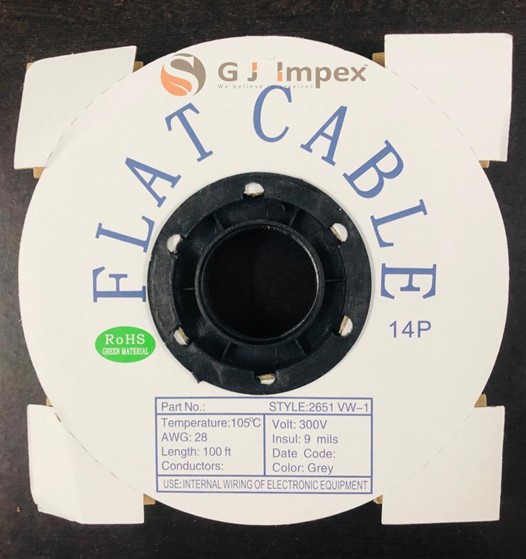 G J Impex
We believe in services
FLAT CABLE
14P
RoHS
GREEN MATERIAL
Part No.: STYLE:2651 VW-1
Temperature:105℃ Volt: 300V
AWG: 28 Insul: 9 mils
Length: 100 ft Date Code:
Conductors: Color: Grey
USE: INTERNAL WIRING OF ELECTRONIC EQUIPMENT